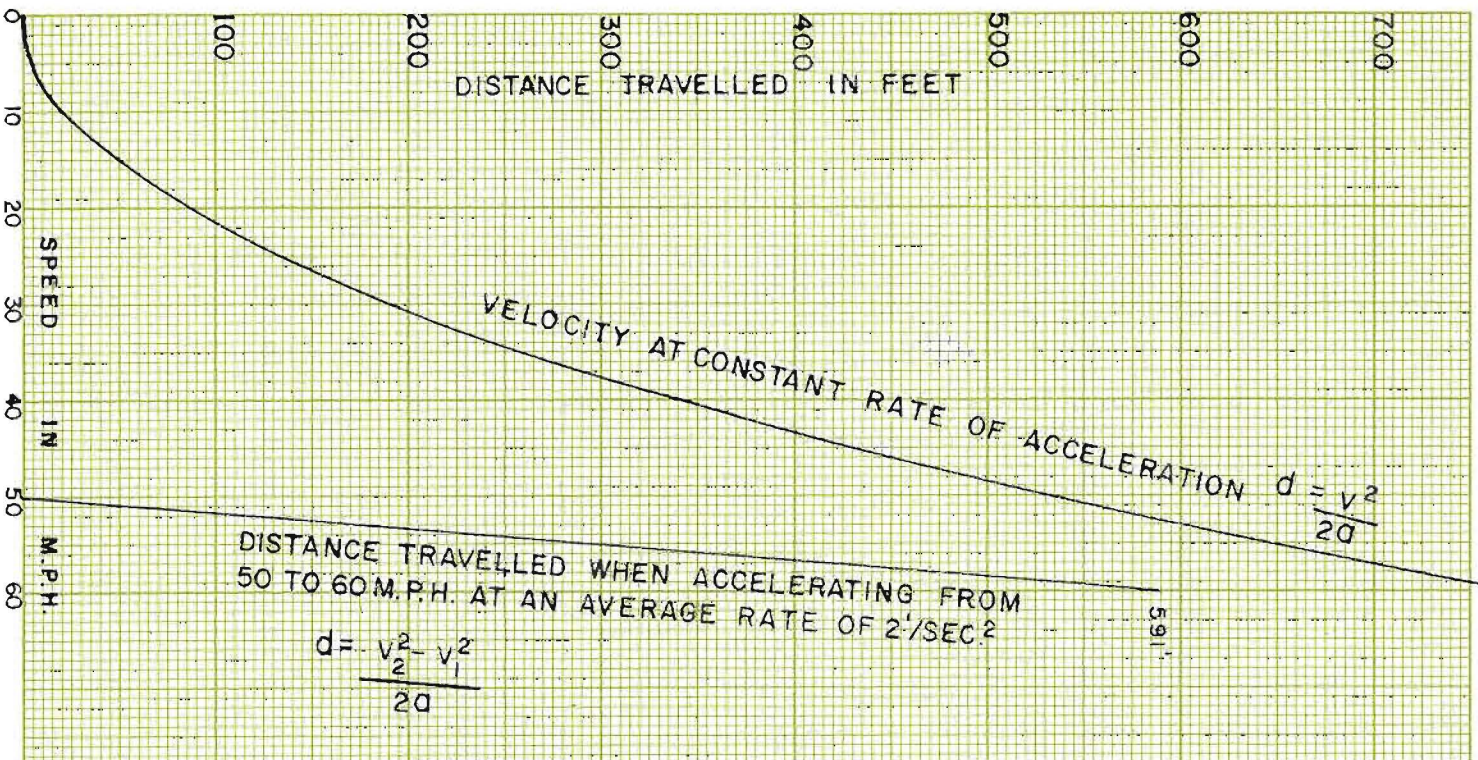 0 100 200 300 400 500 600 700
DISTANCE TRAVELLED IN FEET
10
20
30
40
50
60
SPEED IN M.P.H.
VELOCITY AT CONSTANT RATE OF ACCELERATION d = v²/2a
DISTANCE TRAVELLED WHEN ACCELERATING FROM
50 TO 60 M.P.H. AT AN AVERAGE RATE OF 2'/SEC.²
591'
d = v₂² - v₁²/2a